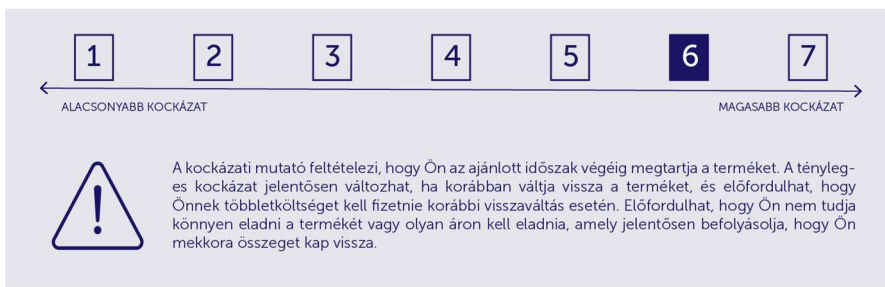 1 2 3 4 5 6 7
ALACSONYABB KOCKÁZAT MAGASABB KOCKÁZAT
A kockázati mutató feltételezi, hogy Ön az ajánlott időszak végéig megtartja a terméket. A tényleg-
es kockázat jelentősen változhat, ha korábban váltja vissza a terméket, és előfordulhat, hogy
Önnek többletköltséget kell fizetnie korábbi visszaváltás esetén. Előfordulhat, hogy Ön nem tudja
könnyen eladni a termékét vagy olyan áron kell eladnia, amely jelentősen befolyásolja, hogy Ön
mekkora összeget kap vissza.